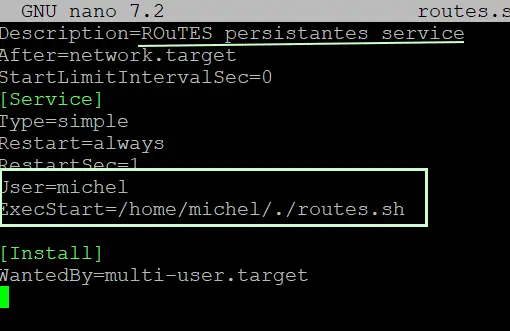 GNU nano 7.2 routes.s
Description=ROuTES persistantes service
After=network.target
StartLimitIntervalSec=0
[Service]
Type=simple
Restart=always
RestartSec=1
User=michel
ExecStart=/home/michel/./routes.sh
[Install]
WantedBy=multi-user.target